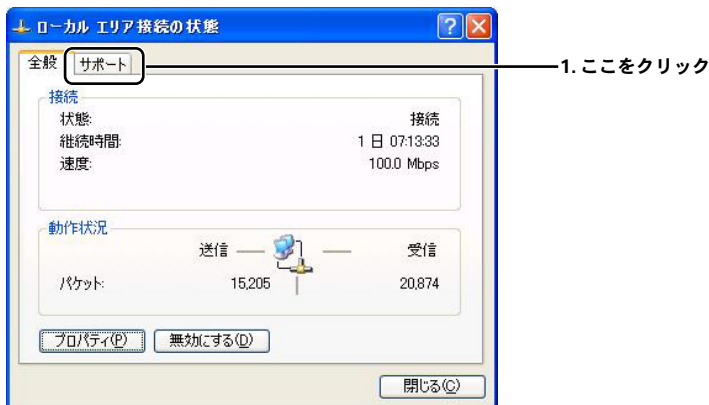 ローカル エリア接続の状態
全般 サポート
1. ここをクリック
接続
状態: 接続
継続時間: 1 日 07:13:33
速度: 100.0 Mbps
動作状況
送信 受信
パケット: 15,205 20,874
プロパティ(P) 無効にする(D)
閉じる(C)